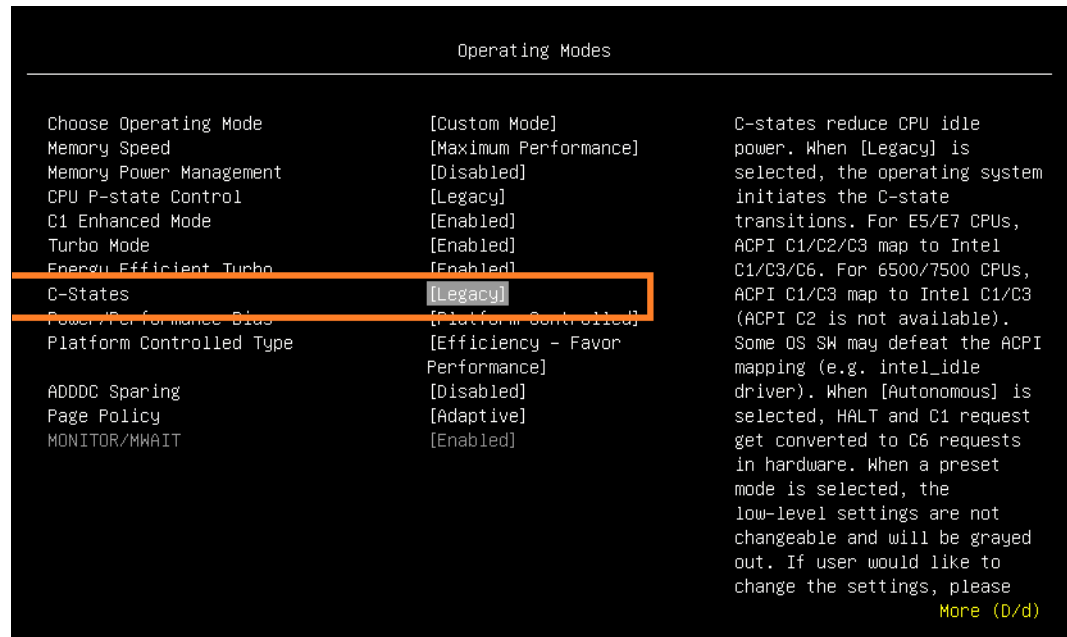 Operating Modes
Choose Operating Mode [Custom Mode]
Memory Speed [Maximum Performance]
Memory Power Management [Disabled]
CPU P-state Control [Legacy]
C1 Enhanced Mode [Enabled]
Turbo Mode [Enabled]
Energy Efficient Turbo [Enabled]
C-States [Legacy]
Power/Performance Bias [Platform Controlled]
Platform Controlled Type [Efficiency - Favor
Performance]
ADDDC Sparing [Disabled]
Page Policy [Adaptive]
MONITOR/MWAIT [Enabled]
C-states reduce CPU idle
power. When [Legacy] is
selected, the operating system
initiates the C-state
transitions. For E5/E7 CPUs,
ACPI C1/C2/C3 map to Intel
C1/C3/C6. For 6500/7500 CPUs,
ACPI C1/C3 map to Intel C1/C3
(ACPI C2 is not available).
Some OS SW may defeat the ACPI
mapping (e.g. intel_idle
driver). When [Autonomous] is
selected, HALT and C1 request
get converted to C6 requests
in hardware. When a preset
mode is selected, the
low-level settings are not
changeable and will be grayed
out. If user would like to
change the settings, please
More (D/d)